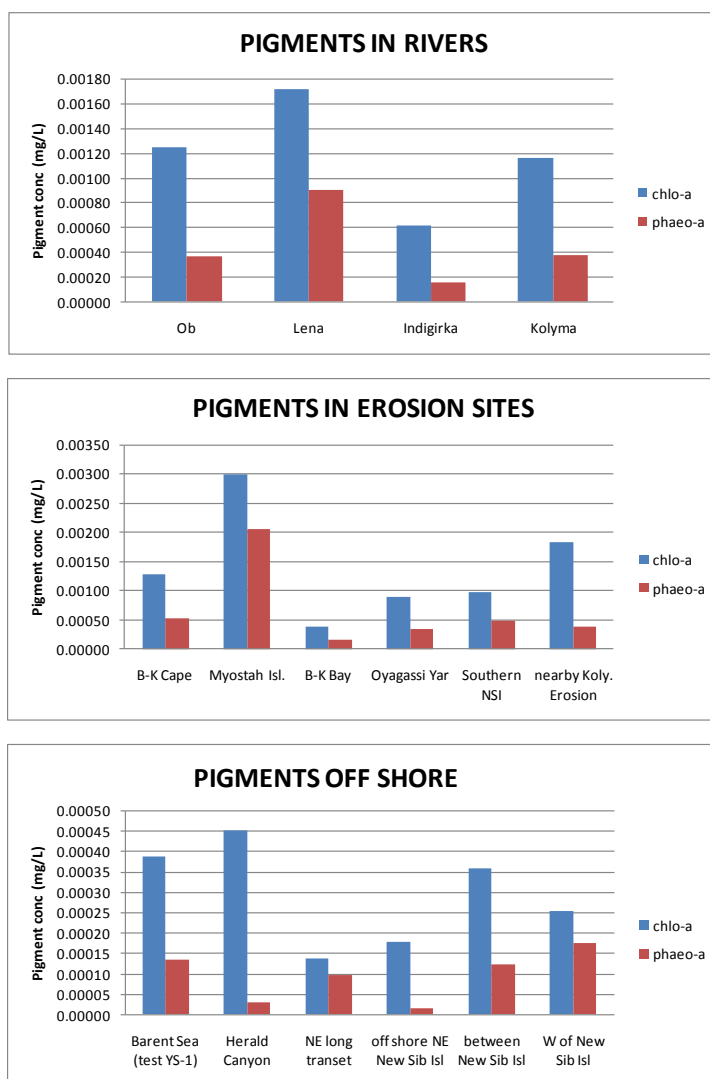 PIGMENTS IN RIVERS
Pigment conc (mg/L)
0.00180
0.00160
0.00140
0.00120
0.00100
0.00080
0.00060
0.00040
0.00020
0.00000
Ob Lena Indigirka Kolyma
chlo-a
phaeo-a
PIGMENTS IN EROSION SITES
Pigment conc (mg/L)
0.00350
0.00300
0.00250
0.00200
0.00150
0.00100
0.00050
0.00000
B-K Cape Myostah Isl. B-K Bay Oyagassi Yar Southern nearby Koly.
NSI Erosion
chlo-a
phaeo-a
PIGMENTS OFF SHORE
Pigment conc (mg/L)
0.00050
0.00045
0.00040
0.00035
0.00030
0.00025
0.00020
0.00015
0.00010
0.00005
0.00000
Barent Sea Herald NE long off shore NE between W of New
(test YS-1) Canyon transet New Sib Isl New Sib Isl Sib Isl
chlo-a
phaeo-a